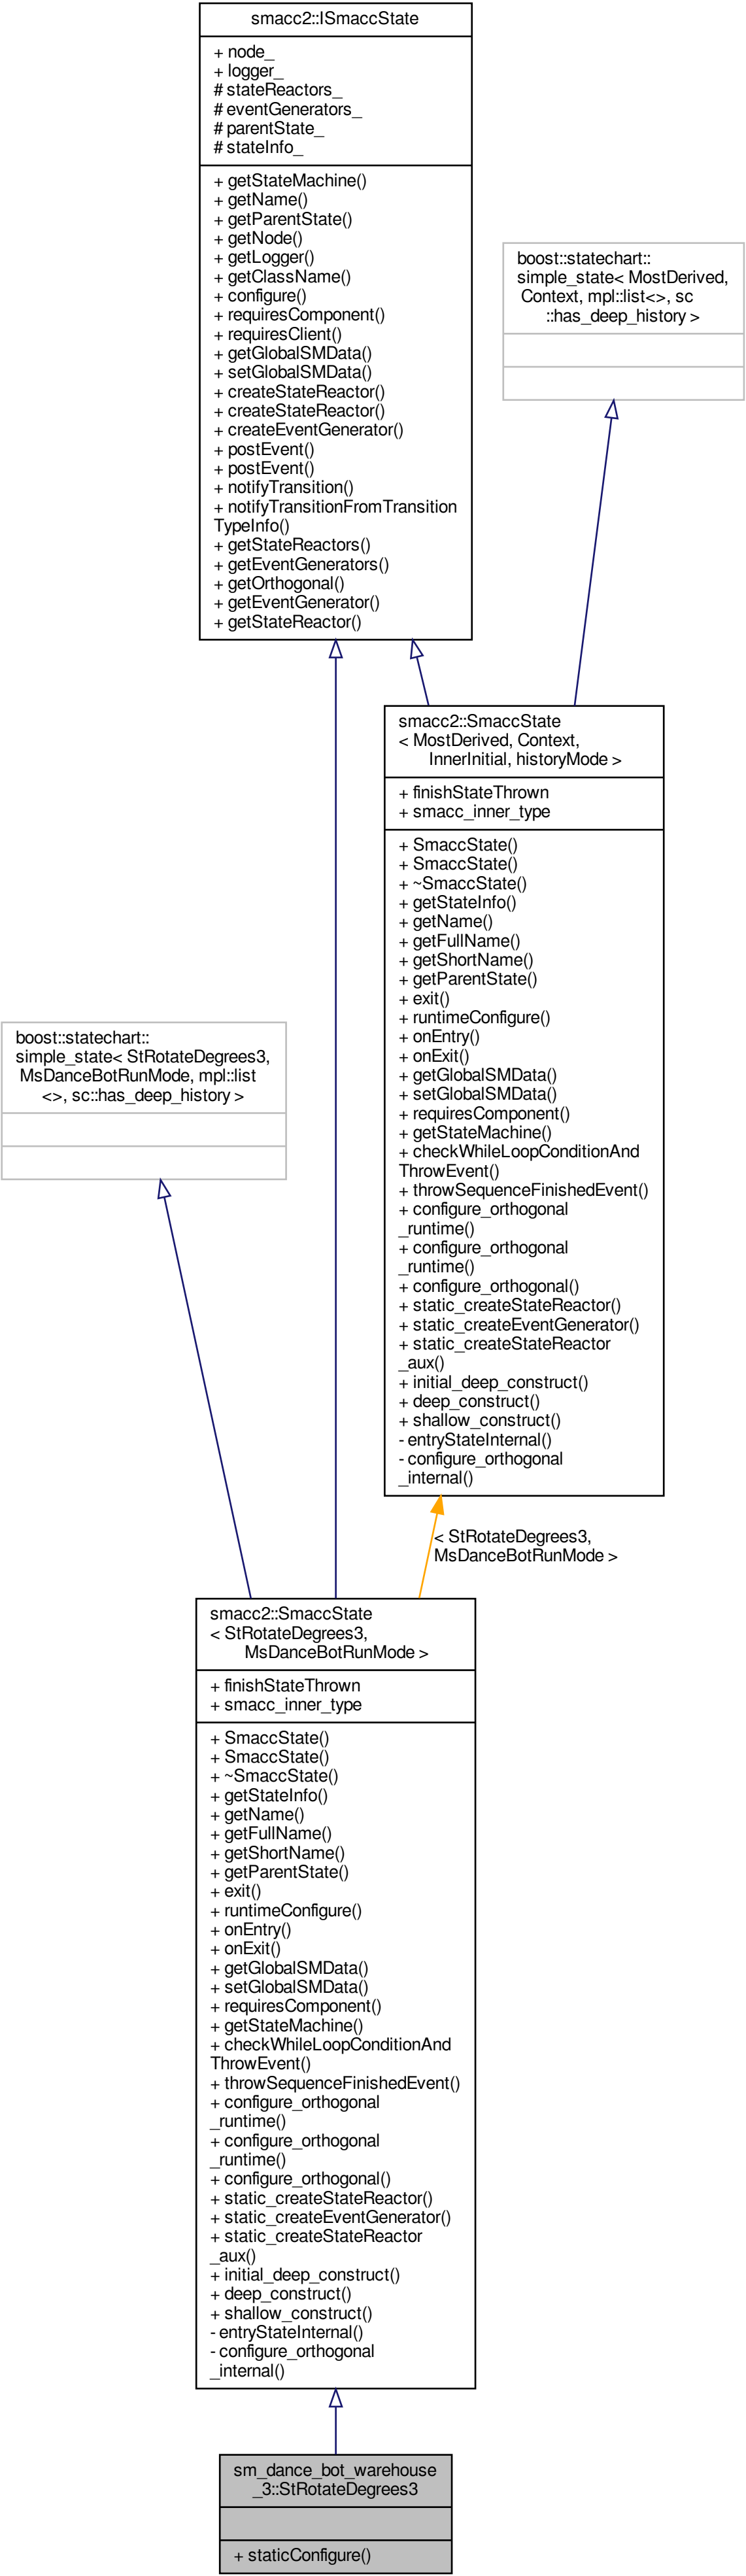 smacc2::ISmaccState
+ node_
+ logger_
# stateReactors_
# eventGenerators_
# parentState_
# stateInfo_
+ getStateMachine()
+ getName()
+ getParentState()
+ getNode()
+ getLogger()
+ getClassName()
+ configure()
+ requiresComponent()
+ requiresClient()
+ getGlobalSMData()
+ setGlobalSMData()
+ createStateReactor()
+ createStateReactor()
+ createEventGenerator()
+ postEvent()
+ postEvent()
+ notifyTransition()
+ notifyTransitionFromTransition
TypeInfo()
+ getStateReactors()
+ getEventGenerators()
+ getOrthogonal()
+ getEventGenerator()
+ getStateReactor()
boost::statechart::
simple_state< MostDerived,
Context, mpl::list<>, sc
::has_deep_history >
smacc2::SmaccState
< MostDerived, Context,
InnerInitial, historyMode >
+ finishStateThrown
+ smacc_inner_type
+ SmaccState()
+ SmaccState()
+ ~SmaccState()
+ getStateInfo()
+ getName()
+ getFullName()
+ getShortName()
+ getParentState()
+ exit()
+ runtimeConfigure()
+ onEntry()
+ onExit()
+ getGlobalSMData()
+ setGlobalSMData()
+ requiresComponent()
+ getStateMachine()
+ checkWhileLoopConditionAnd
ThrowEvent()
+ throwSequenceFinishedEvent()
+ configure_orthogonal
_runtime()
+ configure_orthogonal
_runtime()
+ configure_orthogonal()
+ static_createStateReactor()
+ static_createEventGenerator()
+ static_createStateReactor
_aux()
+ initial_deep_construct()
+ deep_construct()
+ shallow_construct()
- entryStateInternal()
- configure_orthogonal
_internal()
boost::statechart::
simple_state< StRotateDegrees3,
MsDanceBotRunMode, mpl::list
<>, sc::has_deep_history >
< StRotateDegrees3,
MsDanceBotRunMode >
smacc2::SmaccState
< StRotateDegrees3,
MsDanceBotRunMode >
+ finishStateThrown
+ smacc_inner_type
+ SmaccState()
+ SmaccState()
+ ~SmaccState()
+ getStateInfo()
+ getName()
+ getFullName()
+ getShortName()
+ getParentState()
+ exit()
+ runtimeConfigure()
+ onEntry()
+ onExit()
+ getGlobalSMData()
+ setGlobalSMData()
+ requiresComponent()
+ getStateMachine()
+ checkWhileLoopConditionAnd
ThrowEvent()
+ throwSequenceFinishedEvent()
+ configure_orthogonal
_runtime()
+ configure_orthogonal
_runtime()
+ configure_orthogonal()
+ static_createStateReactor()
+ static_createEventGenerator()
+ static_createStateReactor
_aux()
+ initial_deep_construct()
+ deep_construct()
+ shallow_construct()
- entryStateInternal()
- configure_orthogonal
_internal()
sm_dance_bot_warehouse
_3::StRotateDegrees3
+ staticConfigure()